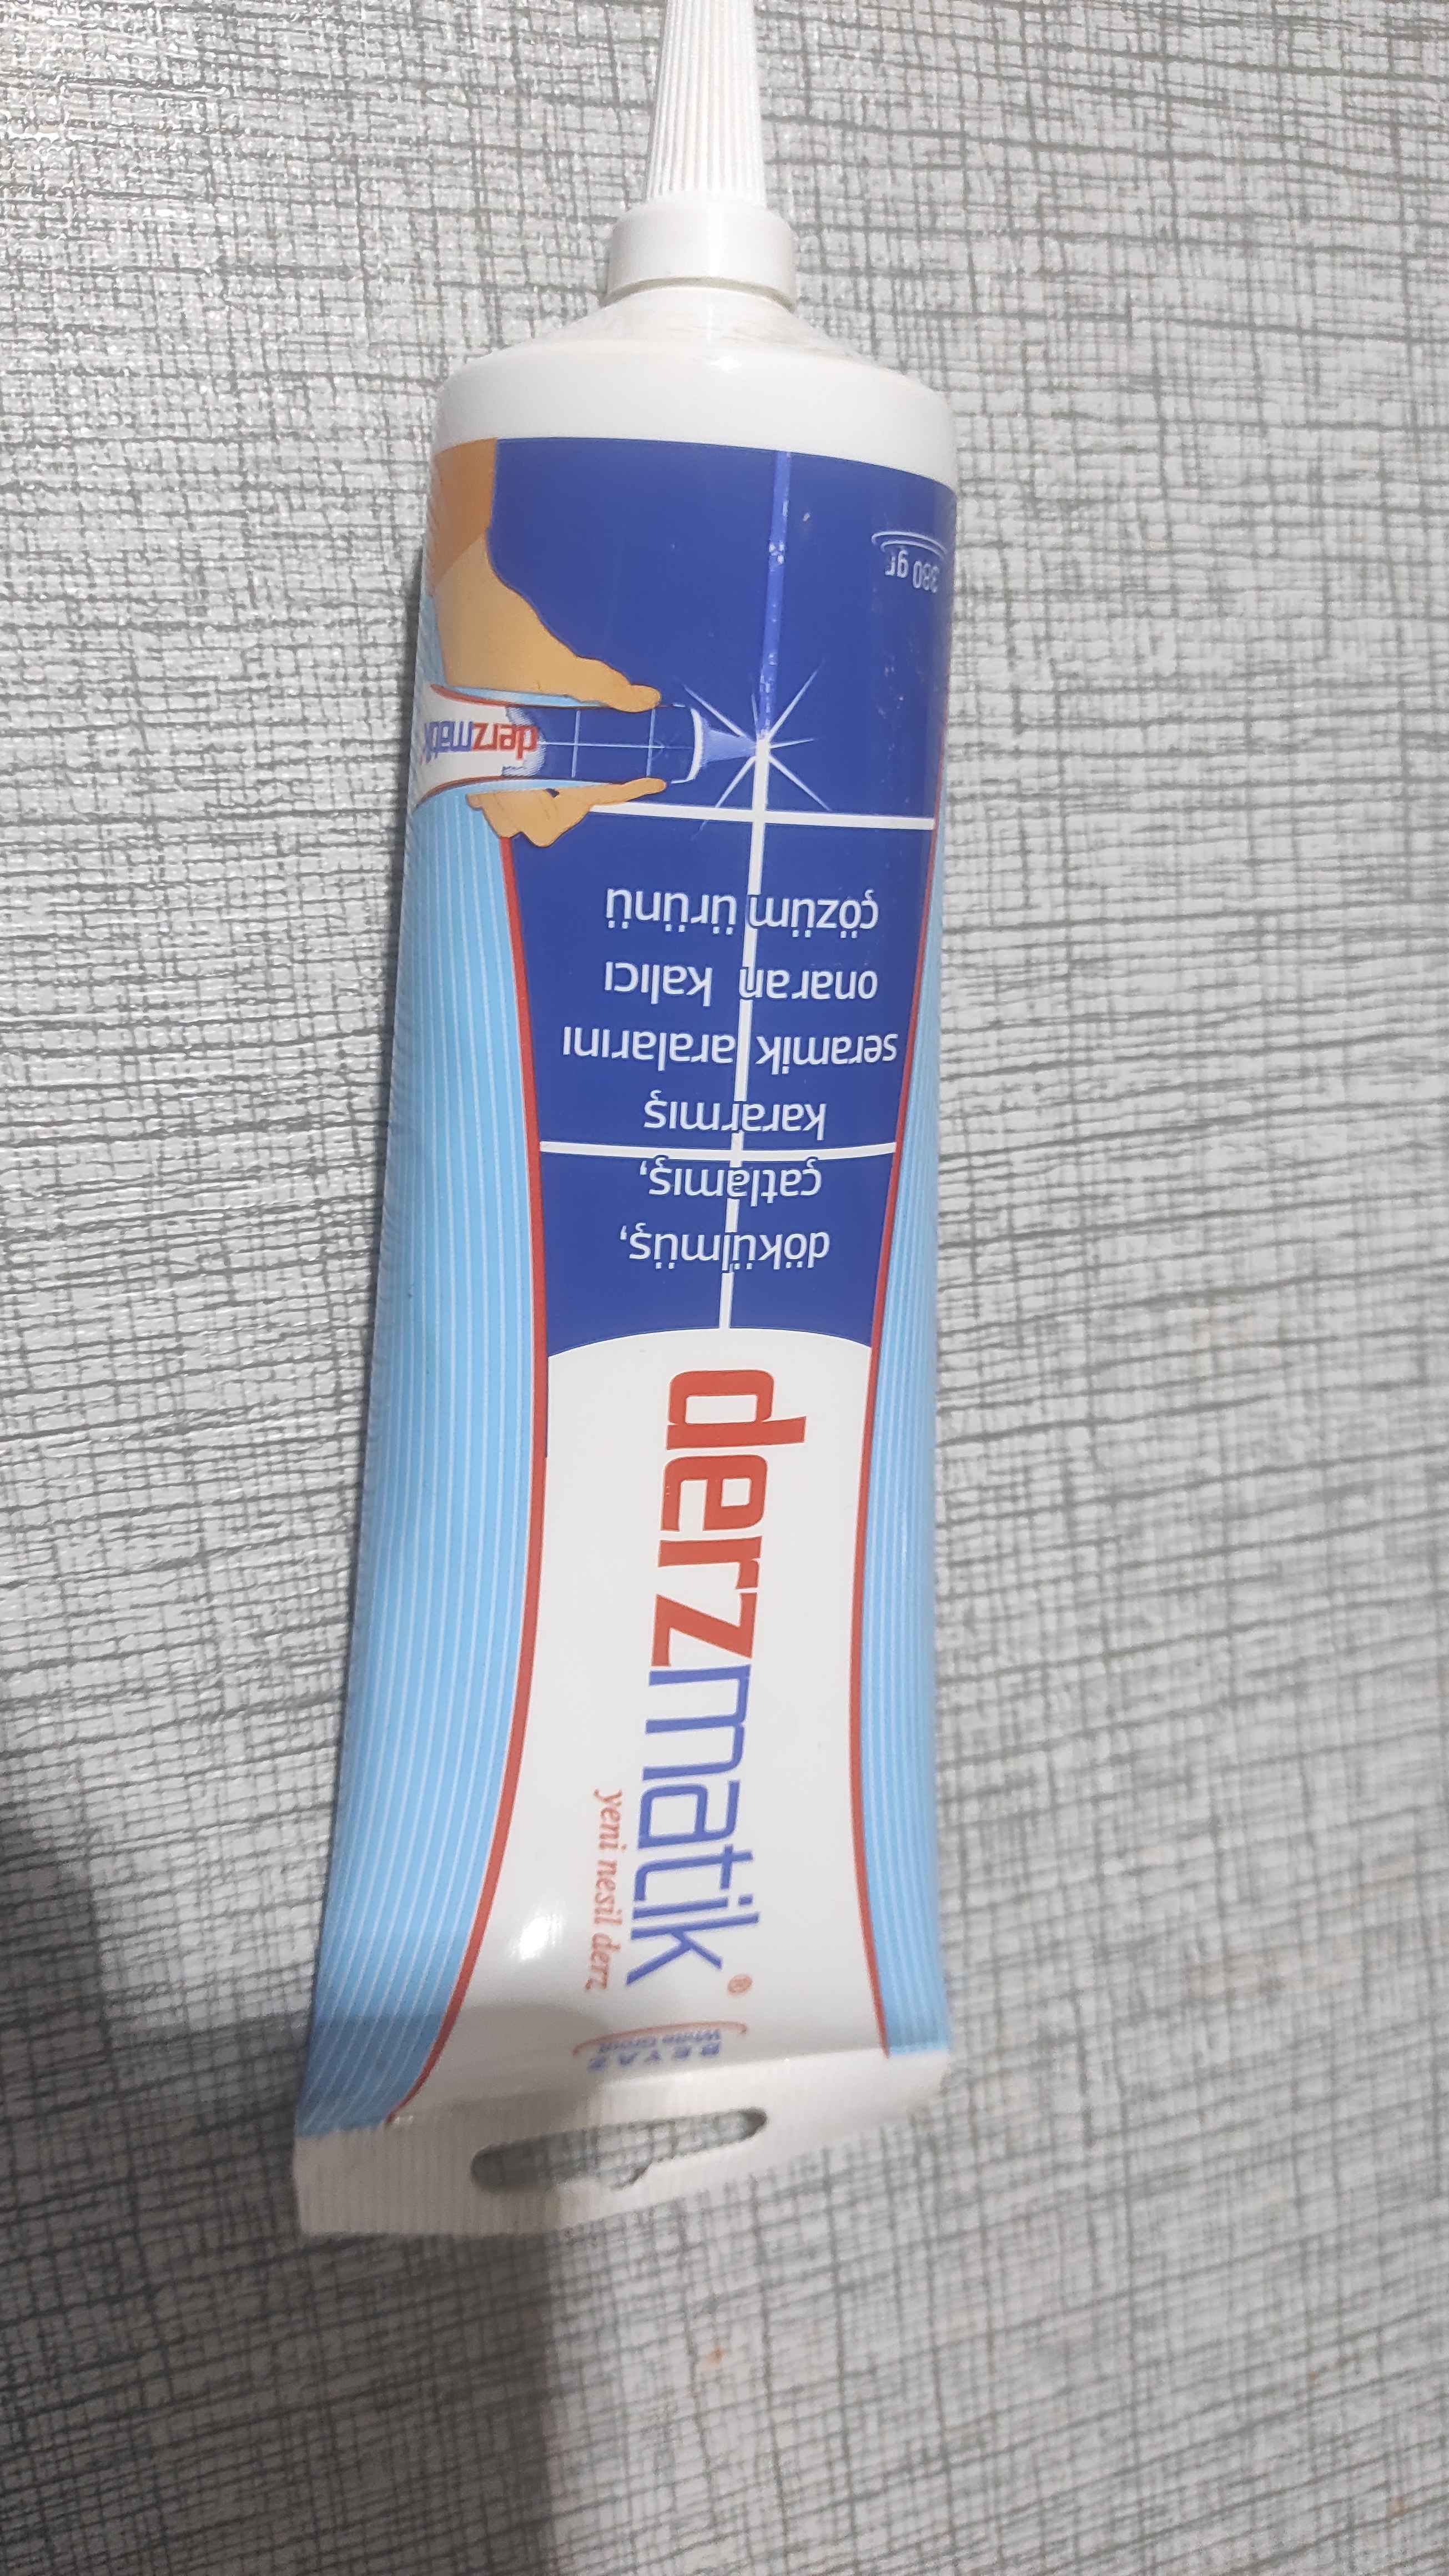 BEYAZ
derzmatik®
yeni nesil derz
dökülmüş,
çatlamış,
kararmış
seramik aralarını
onaran kalıcı
çözüm ürünü
derzmatik
380 gr